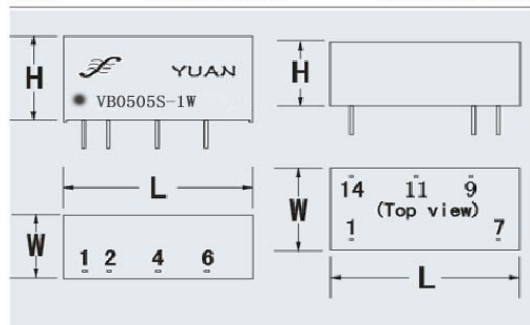 H
YUAN
VB0505S-1W
L
W
1 2 4 6
H
W
14 11 9
(Top view)
1 7
L